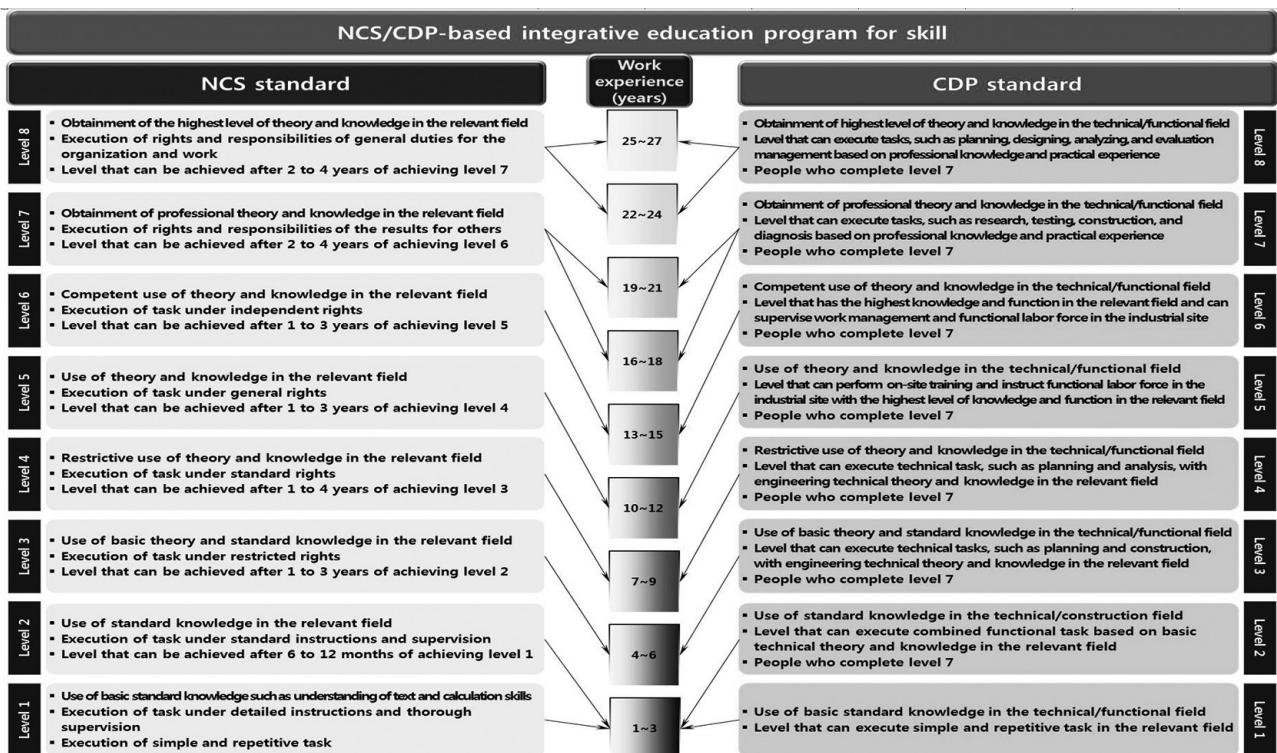 NCS/CDP-based integrative education program for skill
NCS standard
Work
experience
(years)
CDP standard
Level 8
▪ Obtainment of the highest level of theory and knowledge in the relevant field
▪ Execution of rights and responsibilities of general duties for the
organization and work
▪ Level that can be achieved after 2 to 4 years of achieving level 7
25~27
▪ Obtainment of highest level of theory and knowledge in the technical/functional field
▪ Level that can execute tasks, such as planning, designing, analyzing, and evaluation
management based on professional knowledge and practical experience
▪ People who complete level 7
Level 8
Level 7
▪ Obtainment of professional theory and knowledge in the relevant field
▪ Execution of rights and responsibilities of the results for others
▪ Level that can be achieved after 2 to 4 years of achieving level 6
22~24
▪ Obtainment of professional theory and knowledge in the technical/functional field
▪ Level that can execute tasks, such as research, testing, construction, and
diagnosis based on professional knowledge and practical experience
▪ People who complete level 7
Level 7
19~21
Level 6
▪ Competent use of theory and knowledge in the relevant field
▪ Execution of task under independent rights
▪ Level that can be achieved after 1 to 3 years of achieving level 5
▪ Competent use of theory and knowledge in the technical/functional field
▪ Level that has the highest knowledge and function in the relevant field and can
supervise work management and functional labor force in the industrial site
▪ People who complete level 7
Level 6
16~18
Level 5
▪ Use of theory and knowledge in the relevant field
▪ Execution of task under general rights
▪ Level that can be achieved after 1 to 3 years of achieving level 4
▪ Use of theory and knowledge in the technical/functional field
▪ Level that can perform on-site training and instruct functional labor force in the
industrial site with the highest level of knowledge and function in the relevant field
▪ People who complete level 7
Level 5
13~15
Level 4
▪ Restrictive use of theory and knowledge in the relevant field
▪ Execution of task under standard rights
▪ Level that can be achieved after 1 to 4 years of achieving level 3
▪ Restrictive use of theory and knowledge in the technical/functional field
▪ Level that can execute technical task, such as planning and analysis, with
engineering technical theory and knowledge in the relevant field
▪ People who complete level 7
Level 4
10~12
Level 3
▪ Use of basic theory and standard knowledge in the relevant field
▪ Execution of task under restricted rights
▪ Level that can be achieved after 1 to 3 years of achieving level 2
7~9
▪ Use of basic theory and standard knowledge in the technical/functional field
▪ Level that can execute technical tasks, such as planning and construction,
with engineering technical theory and knowledge in the relevant field
▪ People who complete level 7
Level 3
Level 2
▪ Use of standard knowledge in the relevant field
▪ Execution of task under standard instructions and supervision
▪ Level that can be achieved after 6 to 12 months of achieving level 1
4~6
▪ Use of standard knowledge in the technical/construction field
▪ Level that can execute combined functional task based on basic
technical theory and knowledge in the relevant field
▪ People who complete level 7
Level 2
Level 1
▪ Use of basic standard knowledge such as understanding of text and calculation skills
▪ Execution of task under detailed instructions and thorough
supervision
▪ Execution of simple and repetitive task
1~3
▪ Use of basic standard knowledge in the technical/functional field
▪ Level that can execute simple and repetitive task in the relevant field
Level 1